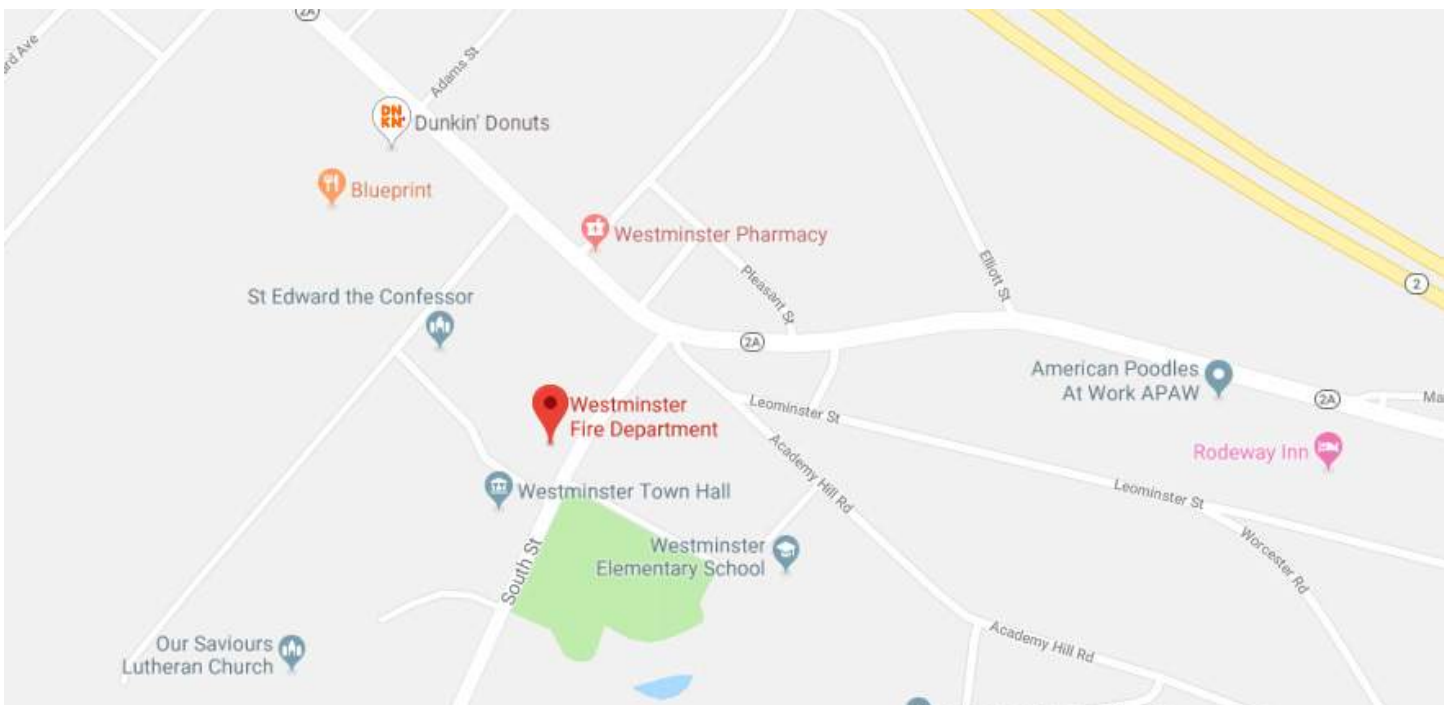 2A
ard Ave
Adams St
DN
KN'
Dunkin' Donuts
Blueprint
Westminster Pharmacy
Pleasant St
Elliott St
2
St Edward the Confessor
2A
American Poodles
At Work APAW
2A
Ma
Westminster
Fire Department
Leominster St
Academy Hill Rd
Rodeway Inn
Westminster Town Hall
Leominster St
Westminster
Elementary School
Worcester Rd
South St
Our Saviours
Lutheran Church
Academy Hill Rd